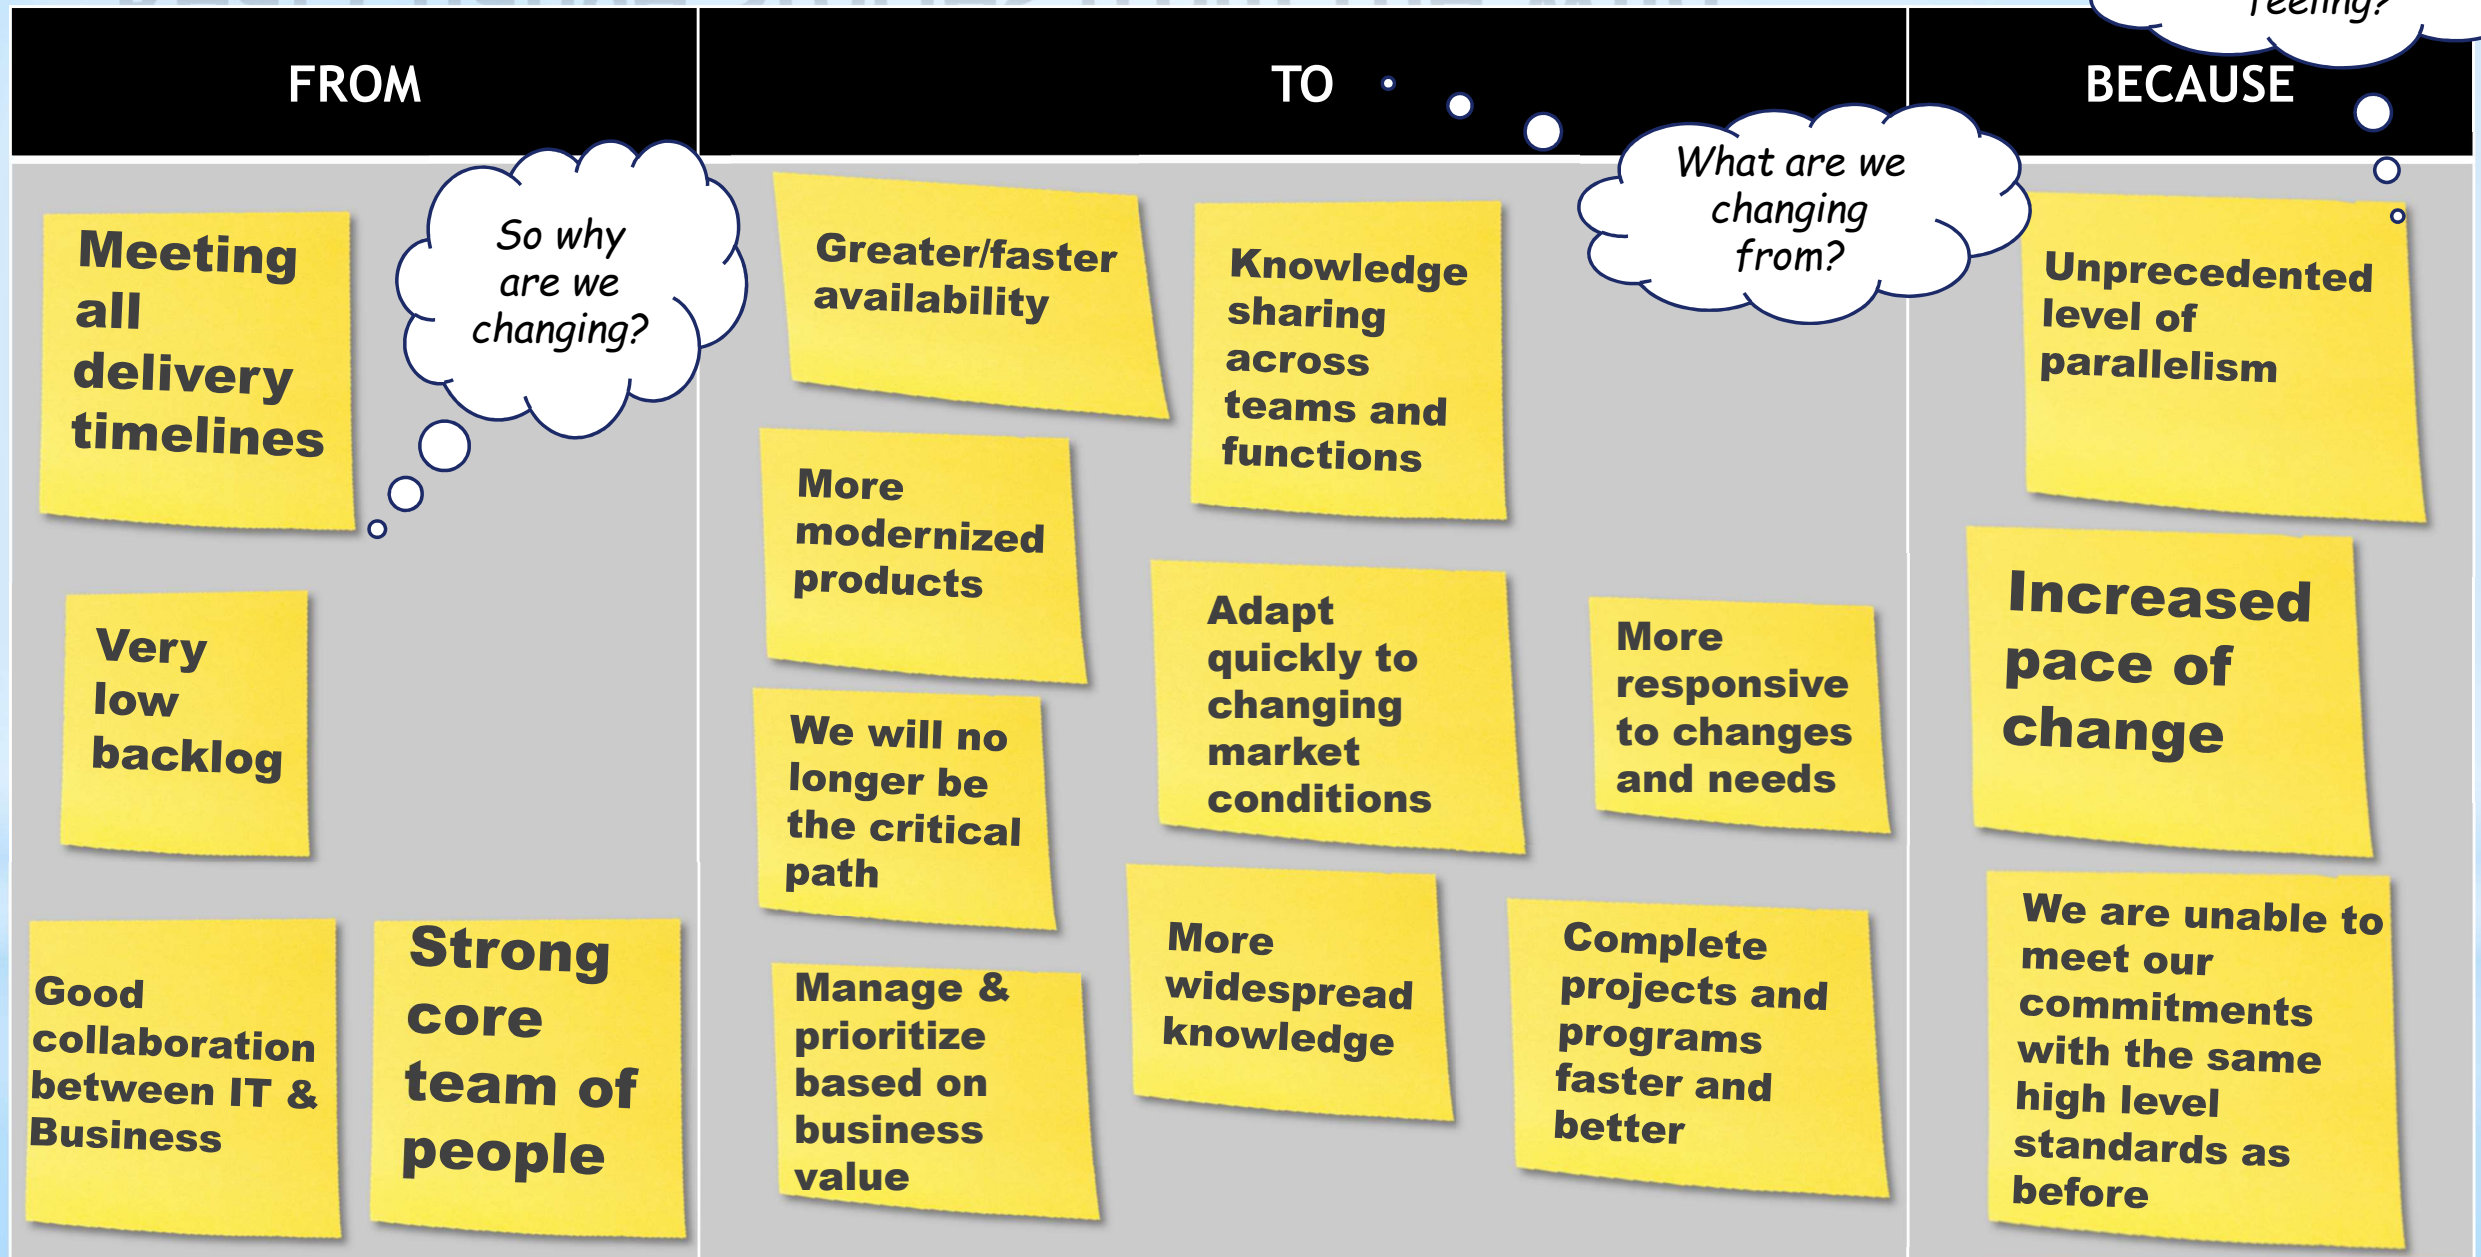 feeling?
FROM
TO
BECAUSE
Meeting
all
delivery
timelines
So why
are we
changing?
Very
low
backlog
Good
collaboration
between IT &
Business
Strong
core
team of
people
Greater/faster
availability
Knowledge
sharing
across
teams and
functions
What are we
changing
from?
More
modernized
products
Adapt
quickly to
changing
market
conditions
More
responsive
to changes
and needs
We will no
longer be
the critical
path
Manage &
prioritize
based on
business
value
More
widespread
knowledge
Complete
projects and
programs
faster and
better
Unprecedented
level of
parallelism
Increased
pace of
change
We are unable to
meet our
commitments
with the same
high level
standards as
before